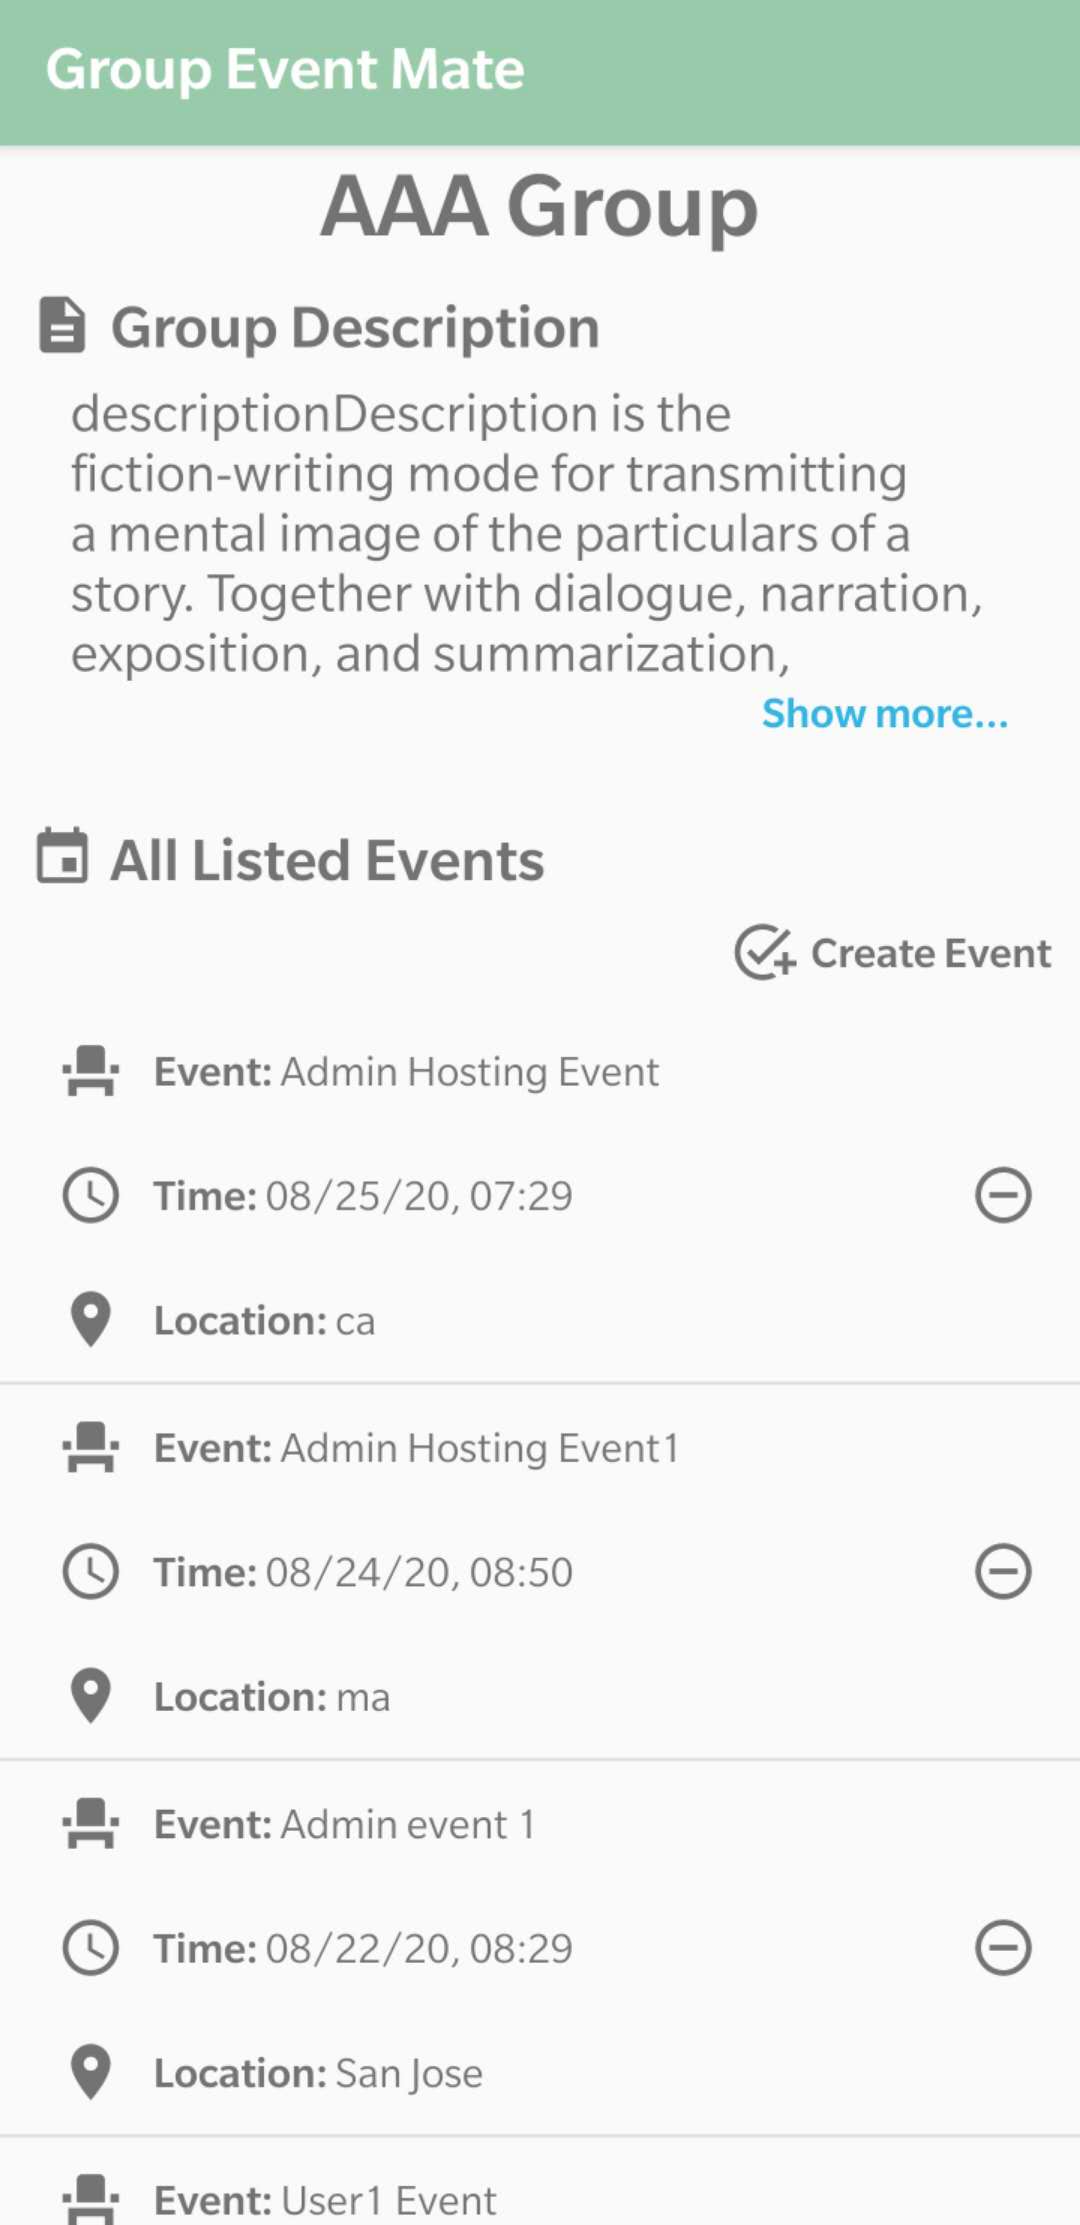 Group Event Mate
AAA Group
Group Description
descriptionDescription is the
fiction-writing mode for transmitting
a mental image of the particulars of a
story. Together with dialogue, narration,
exposition, and summarization,
Show more...
All Listed Events
Create Event
Event: Admin Hosting Event
Time: 08/25/20, 07:29
Location: ca
Event: Admin Hosting Event1
Time: 08/24/20, 08:50
Location: ma
Event: Admin event 1
Time: 08/22/20, 08:29
Location: San Jose
Event: User1 Event